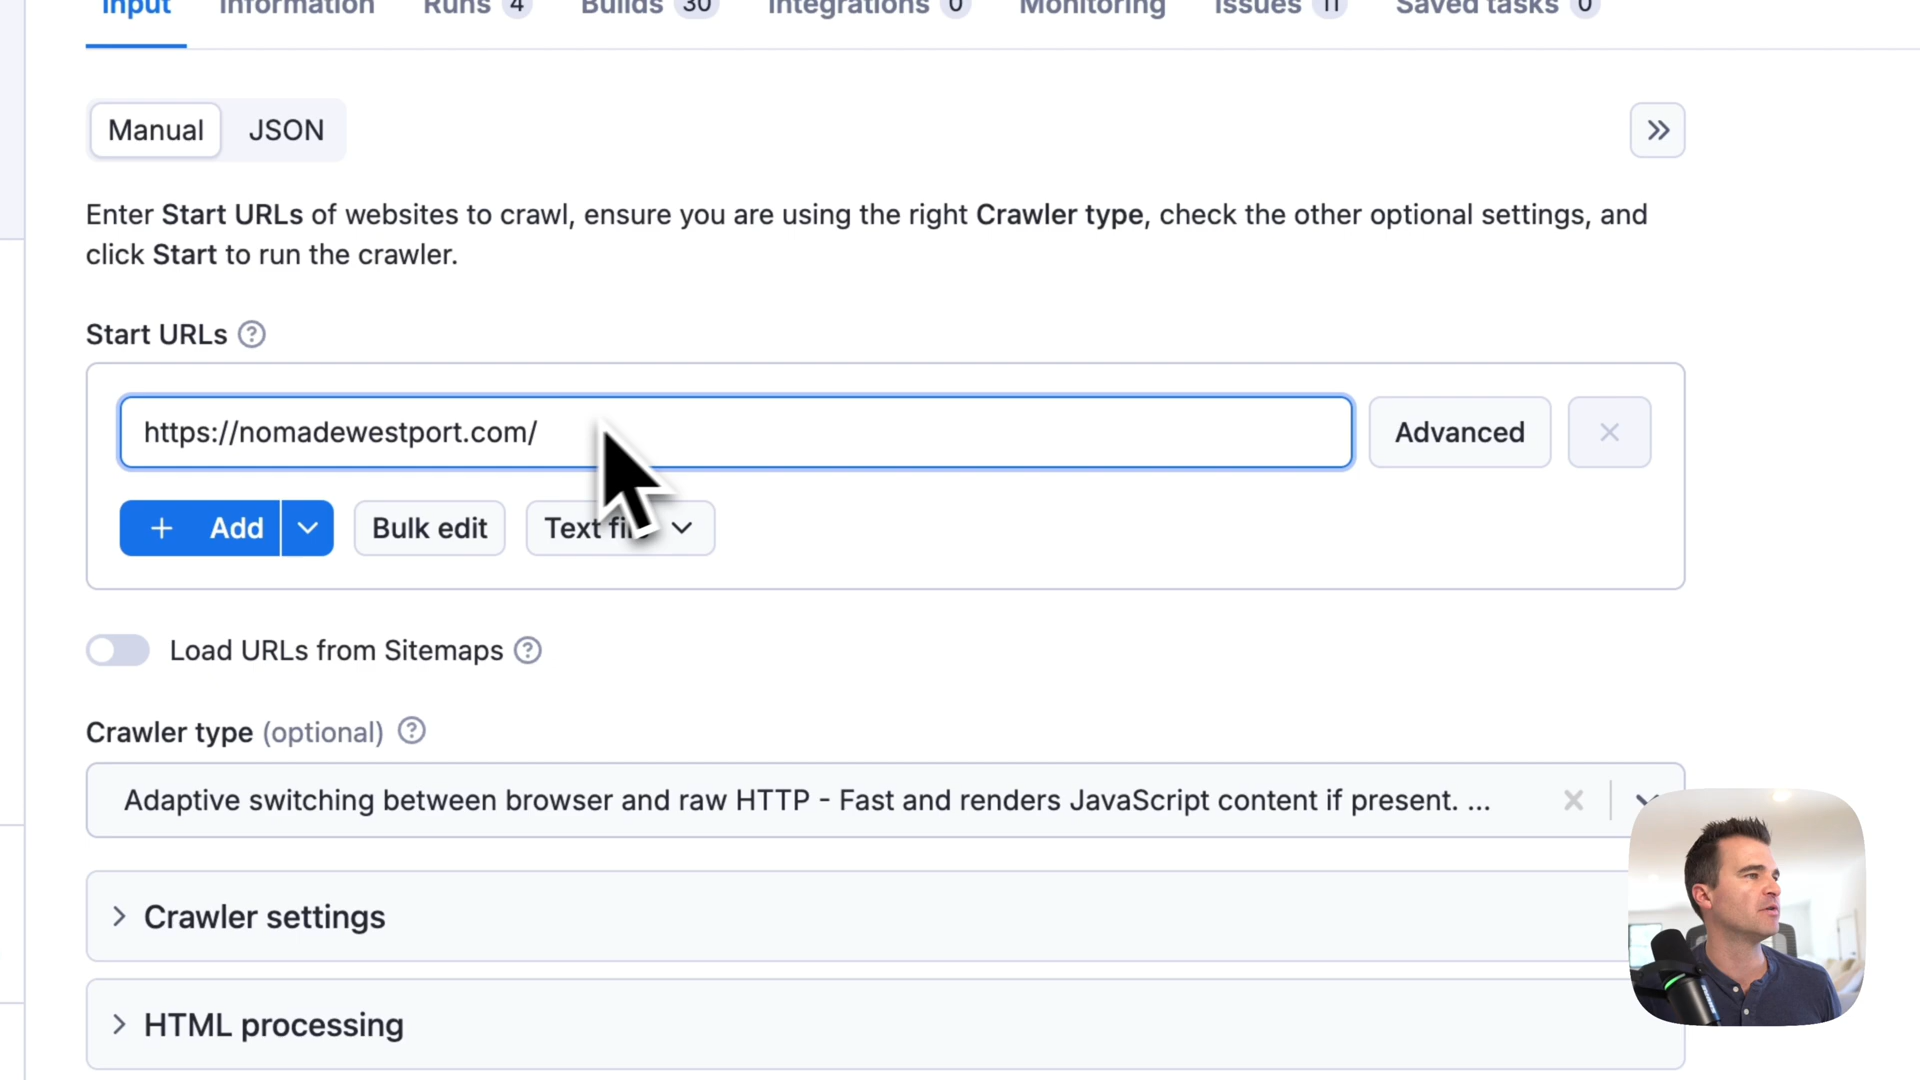 Input Information Runs 4 Builds 30 Integrations 0 Monitoring Issues 11 Saved tasks 0
Manual JSON
Enter Start URLs of websites to crawl, ensure you are using the right Crawler type, check the other optional settings, and
click Start to run the crawler.
Start URLs
https://nomadewestport.com/ Advanced
Add Bulk edit Text
Load URLs from Sitemaps
Crawler type (optional)
Adaptive switching between browser and raw HTTP - Fast and renders JavaScript content if present. ...
Crawler settings
HTML processing